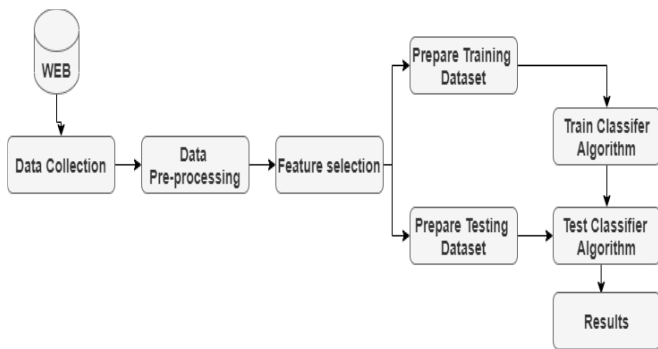 WEB
Data Collection
Data
Pre-processing
Feature selection
Prepare Training
Dataset
Train Classifer
Algorithm
Prepare Testing
Dataset
Test Classifier
Algorithm
Results